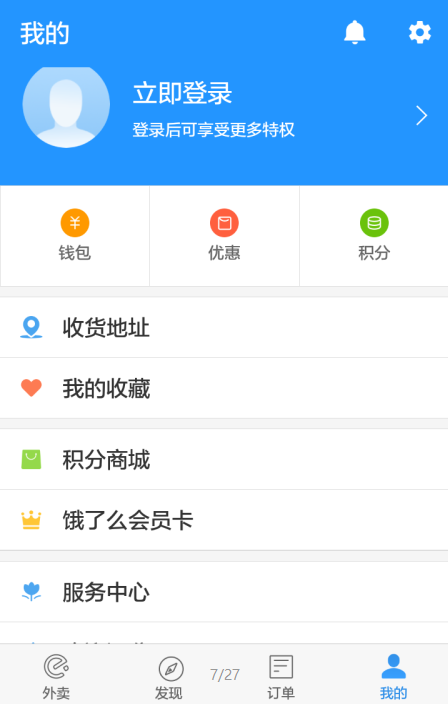 我的
立即登录
登录后可享受更多特权
钱包
优惠
积分
收货地址
我的收藏
积分商城
饿了么会员卡
服务中心
外卖
发现
7/27
订单
我的